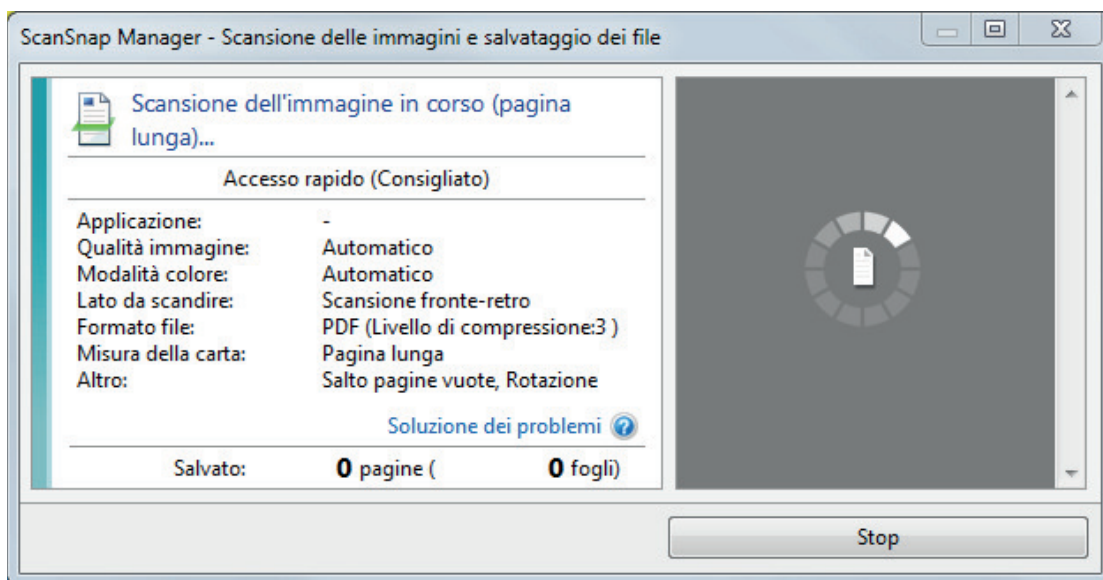 ScanSnap Manager - Scansione delle immagini e salvataggio dei file
Scansione dell'immagine in corso (pagina
lunga)...
Accesso rapido (Consigliato)
Applicazione: -
Qualità immagine: Automatico
Modalità colore: Automatico
Lato da scandire: Scansione fronte-retro
Formato file: PDF (Livello di compressione:3 )
Misura della carta: Pagina lunga
Altro: Salto pagine vuote, Rotazione
Soluzione dei problemi ?
Salvato: 0 pagine ( 0 fogli)
Stop